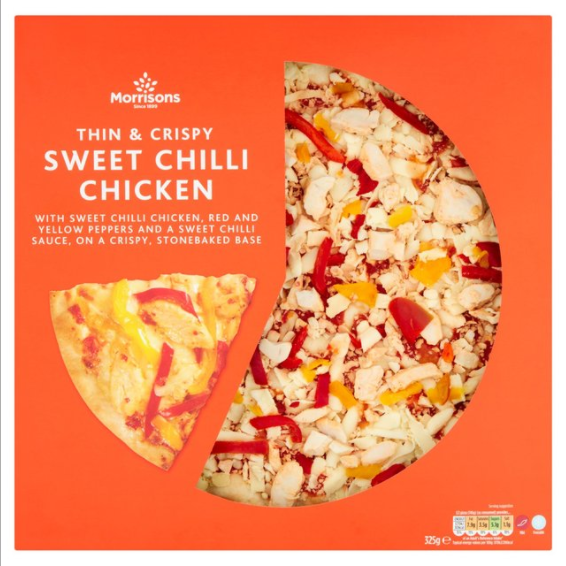 Morrisons
Since 1899
THIN & CRISPY
SWEET CHILLI
CHICKEN
WITH SWEET CHILLI CHICKEN, RED AND
YELLOW PEPPERS AND A SWEET CHILLI
SAUCE, ON A CRISPY, STONEBAKED BASE
325g ℮